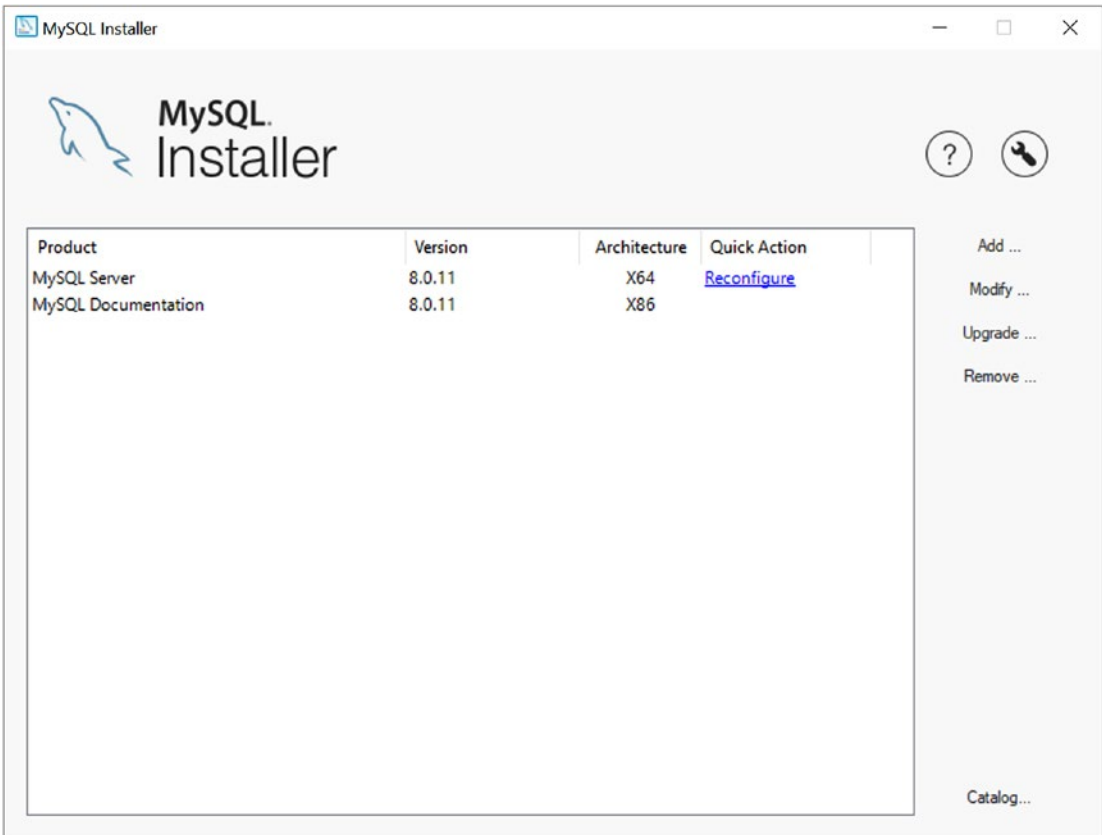 MySQL Installer
MySQL.
Installer
?
Product Version Architecture Quick Action
MySQL Server 8.0.11 X64 Reconfigure
MySQL Documentation 8.0.11 X86
Add ...
Modify ...
Upgrade ...
Remove ...
Catalog...